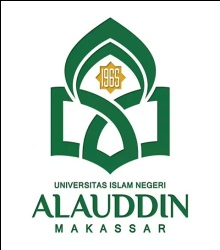 1965
UNIVERSITAS ISLAM NEGERI
ALAUDDIN
MAKASSAR